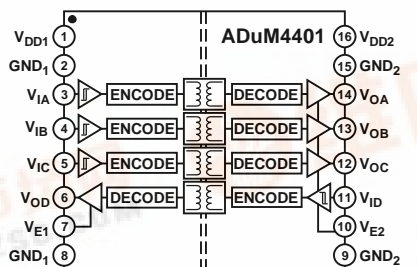 VDD1 1 ADuM4401 16 VDD2
GND1 2 15 GND2
VIA 3 ENCODE DECODE 14 VOA
VIB 4 ENCODE DECODE 13 VOB
VIC 5 ENCODE DECODE 12 VOC
VOD 6 DECODE ENCODE 11 VID
VE1 7 10 VE2
GND1 8 9 GND2